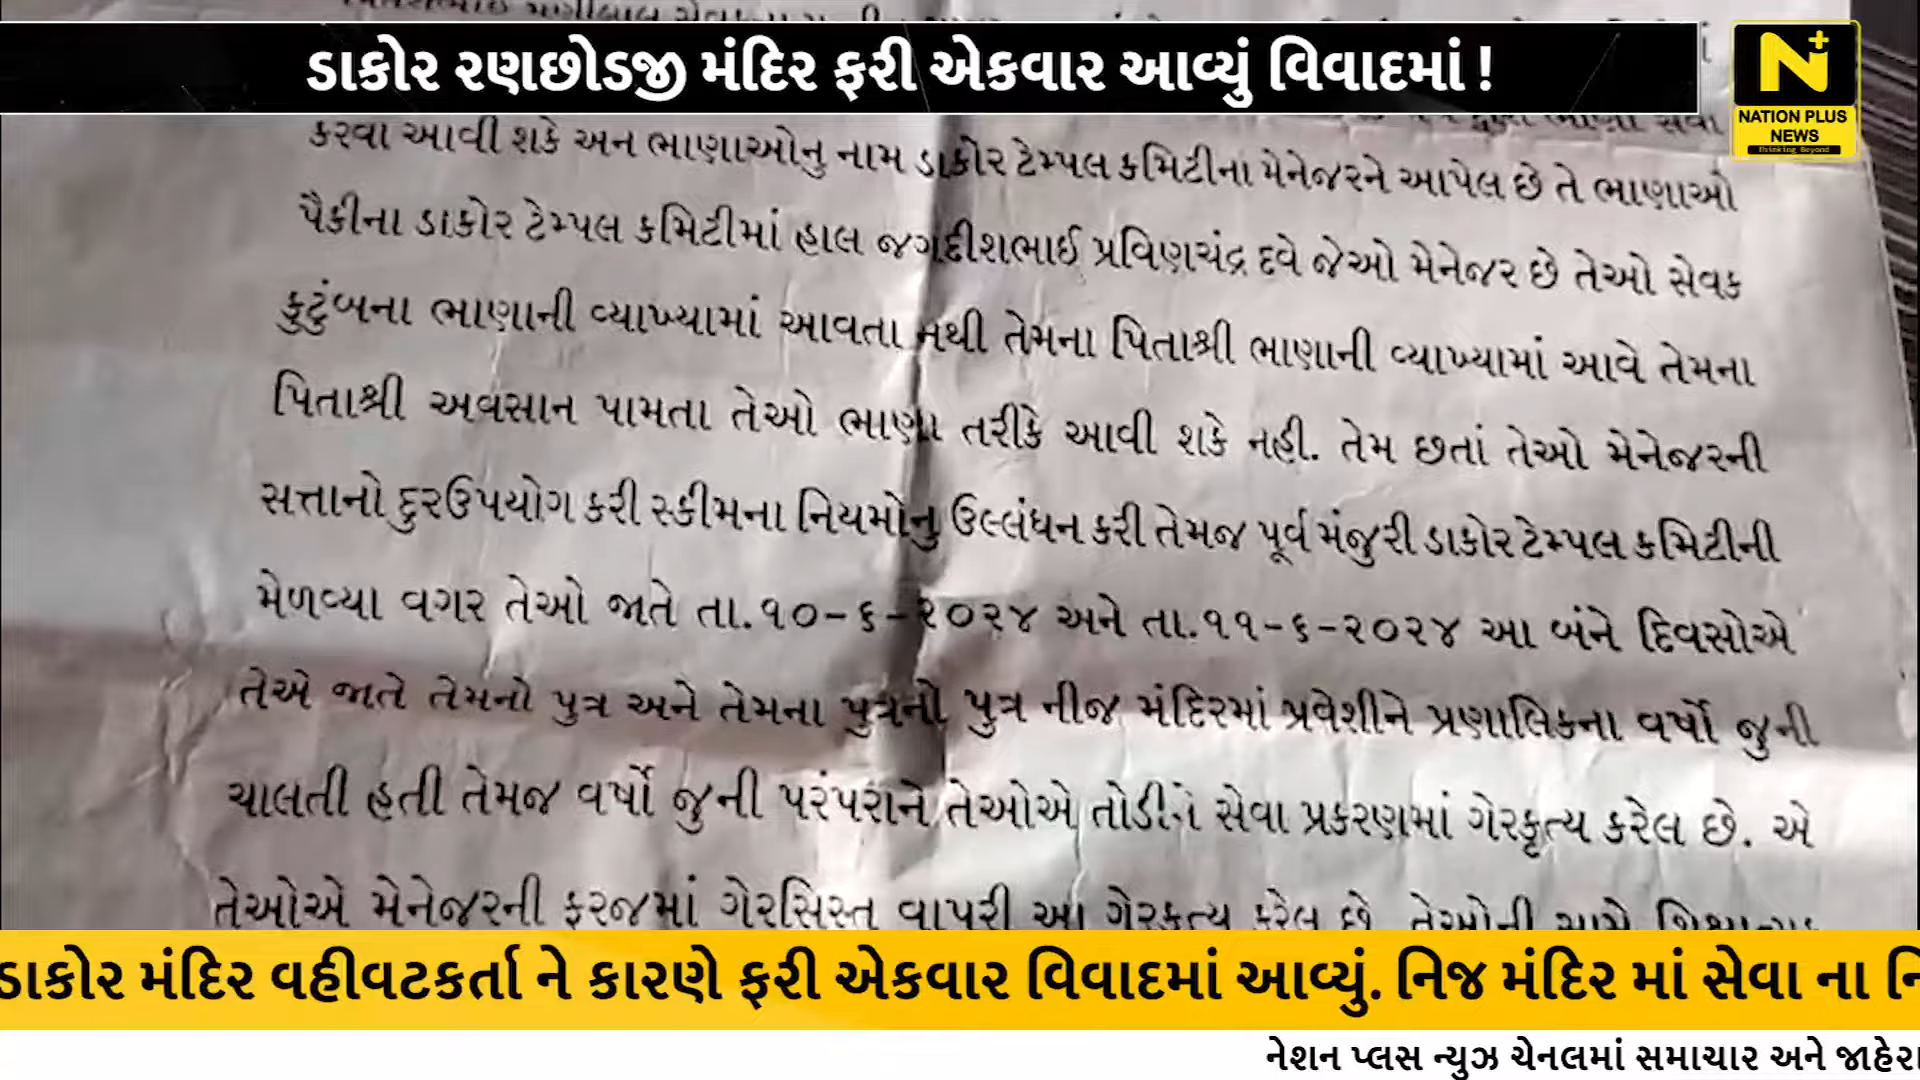 ડાકોર રણછોડજી મંદિર ફરી એકવાર આવ્યું વિવાદમાં !
NATION PLUS
NEWS
Thinking Beyond
કરવા આવી શકે અન ભાણાઓનુ નામ ડાકોર ટેમ્પલ કમિટીના મેનેજરને આપેલ છે તે ભાણાઓ
પૈકીના ડાકોર ટેમ્પલ કમિટીમાં હાલ જગદીશભાઈ પ્રવિણચંદ્ર દવે જેઓ મેનેજર છે તેઓ સેવક
કુટુંબના ભાણાની વ્યાખ્યામાં આવતા નથી તેમના પિતાશ્રી ભાણાની વ્યાખ્યામાં આવે તેમના
પિતાશ્રી અવસાન પામતા તેઓ ભાણા તરીકે આવી શકે નહી. તેમ છતાં તેઓ મેનેજરની
સત્તાનો દુરઉપયોગ કરી સ્કીમના નિયમોનુ ઉલ્લંઘન કરી તેમજ પૂર્વ મંજુરી ડાકોર ટેમ્પલ કમિટીની
મેળવ્યા વગર તેઓ જાતે તા.૧૦-૬-૨૦૨૪ અને તા.૧૧-૬-૨૦૨૪ આ બંને દિવસોએ
તેએ જાતે તેમનો પુત્ર અને તેમના પુત્રનો પુત્ર નીજ મંદિરમાં પ્રવેશીને પ્રણાલિકના વર્ષો જુની
ચાલતી હતી તેમજ વર્ષો જુની પરંપરાને તેઓએ તોડીને સેવા પ્રકરણમાં ગેરકૃત્ય કરેલ છે. એ
તેઓએ મેનેજરની ફરજમાં ગેરસિસ્ત વાપરી આ ગેરકૃત્ય કરેલ છે. તેઓની સામે
ડાકોર મંદિર વહીવટકર્તા ને કારણે ફરી એકવાર વિવાદમાં આવ્યું. નિજ મંદિર માં સેવા ના નિ
નેશન પ્લસ ન્યુઝ ચેનલમાં સમાચાર અને જાહેરા